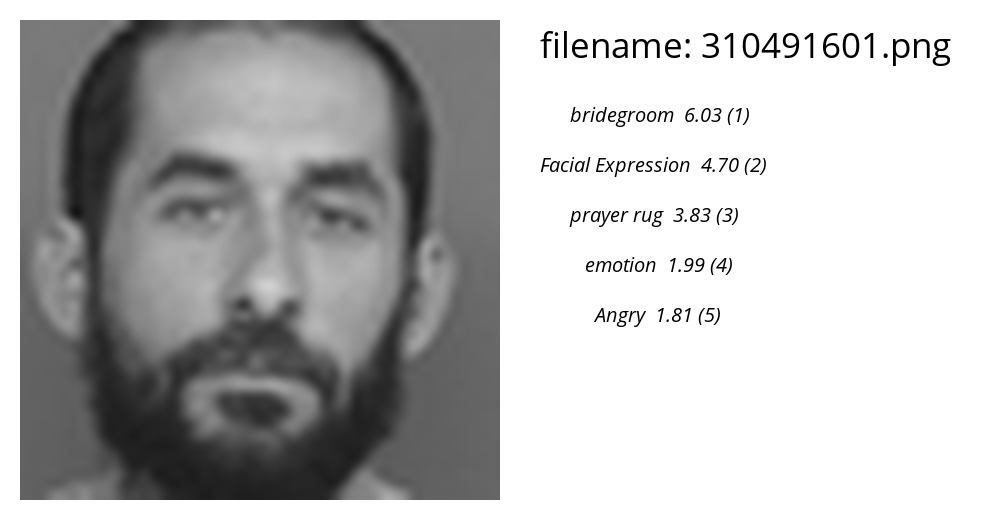 filename: 310491601.png
bridegroom 6.03 (1)
Facial Expression 4.70 (2)
prayer rug 3.83 (3)
emotion 1.99 (4)
Angry 1.81 (5)